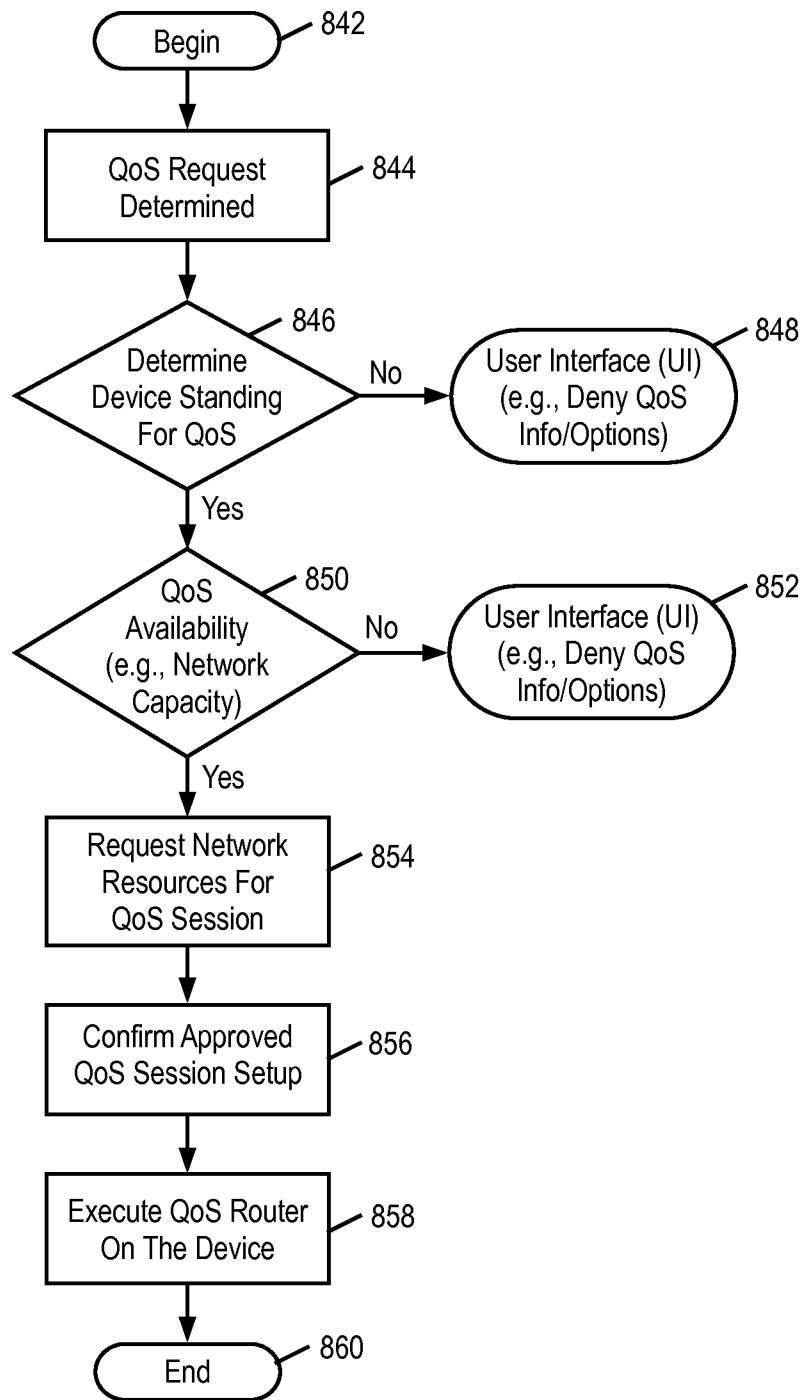 Begin
842
QoS Request
Determined
844
846
Determine
Device Standing
For QoS
No
User Interface (UI)
(e.g., Deny QoS
Info/Options)
848
Yes
850
QoS
Availability
(e.g., Network
Capacity)
No
User Interface (UI)
(e.g., Deny QoS
Info/Options)
852
Yes
Request Network
Resources For
QoS Session
854
Confirm Approved
QoS Session Setup
856
Execute QoS Router
On The Device
858
End
860